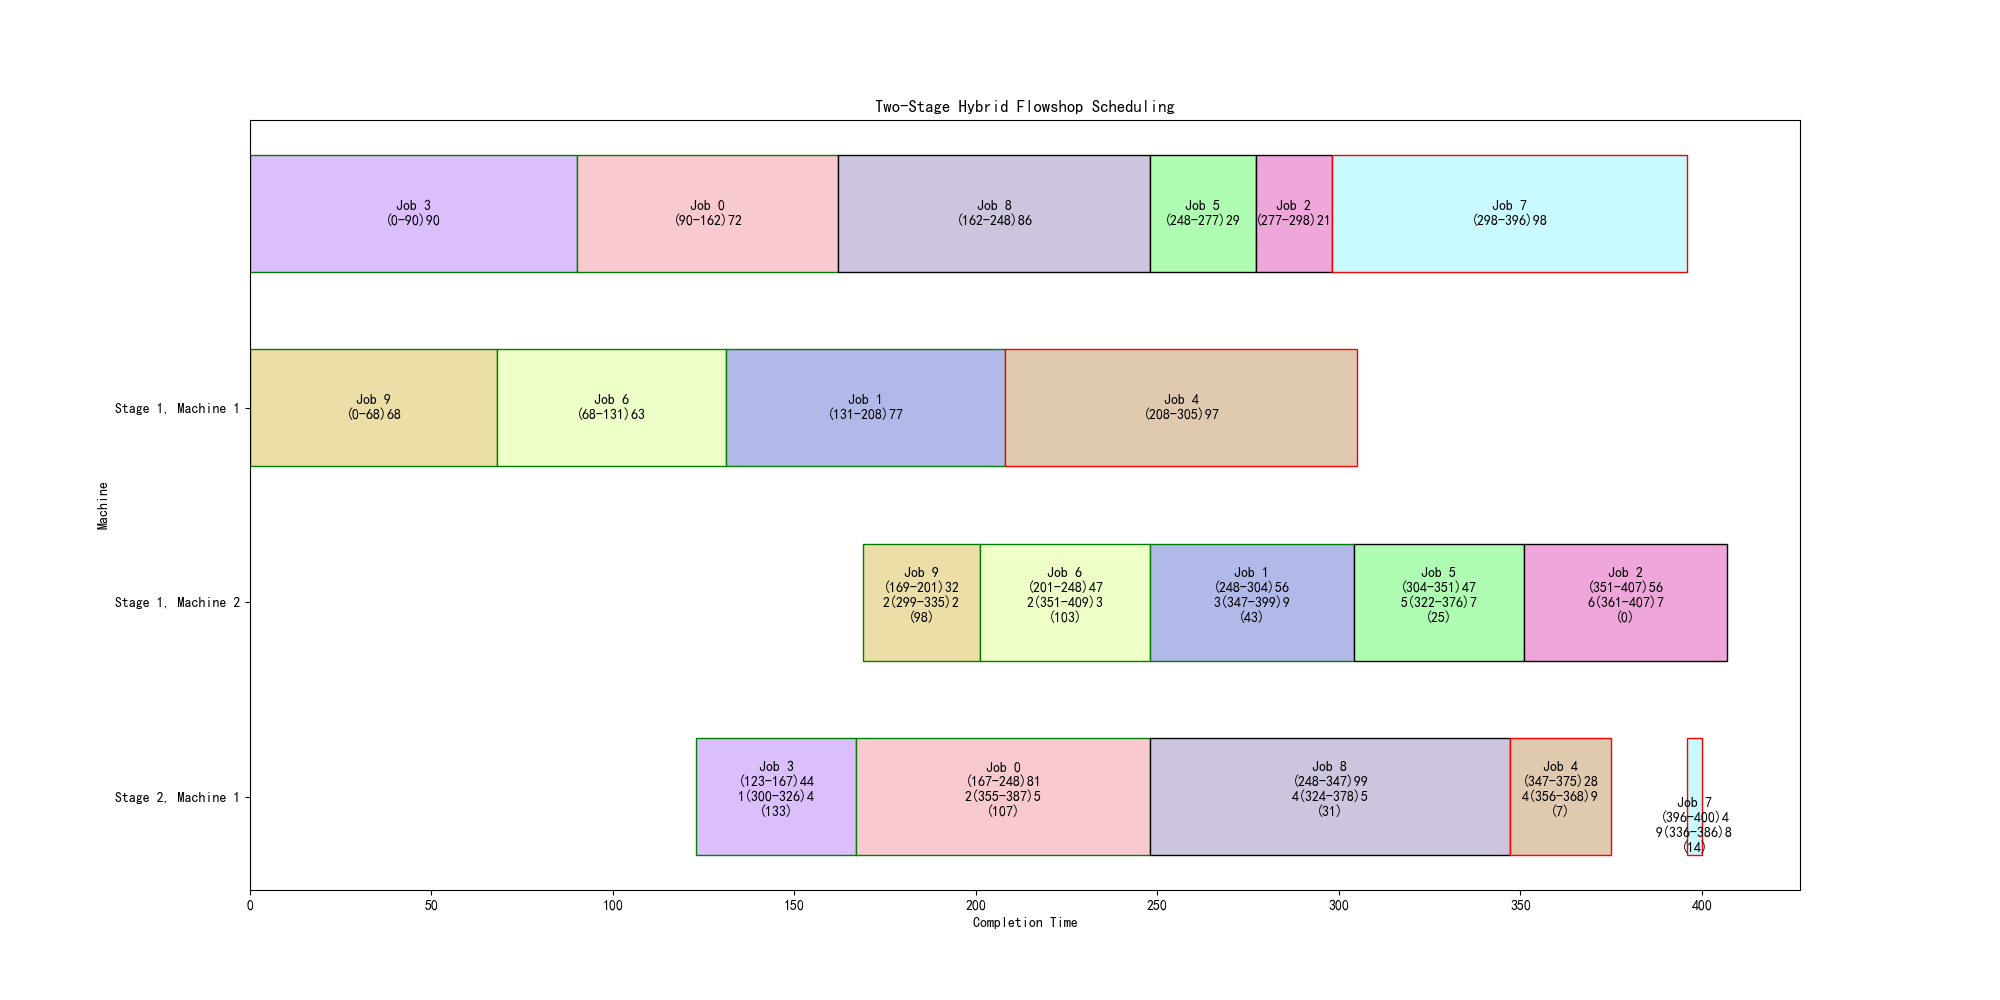 Two-Stage Hybrid Flowshop Scheduling
Job 3
(0-90)90
Job 0
(90-162)72
Job 8
(162-248)86
Job 5
(248-277)29
Job 2
(277-298)21
Job 7
(298-396)98
Stage 1, Machine 1
Job 9
(0-68)68
Job 6
(68-131)63
Job 1
(131-208)77
Job 4
(208-305)97
Machine
Stage 1, Machine 2
Job 9
(169-201)32
2(299-335)2
(98)
Job 6
(201-248)47
2(351-409)3
(103)
Job 1
(248-304)56
3(347-399)9
(43)
Job 5
(304-351)47
5(322-376)7
(25)
Job 2
(351-407)56
6(361-407)7
(0)
Stage 2, Machine 1
Job 3
(123-167)44
1(300-326)4
(133)
Job 0
(167-248)81
2(355-387)5
(107)
Job 8
(248-347)99
4(324-378)5
(31)
Job 4
(347-375)28
4(356-368)9
(7)
Job 7
(396-400)4
9(336-386)8
(14)
0 50 100 150 200 250 300 350 400
Completion Time